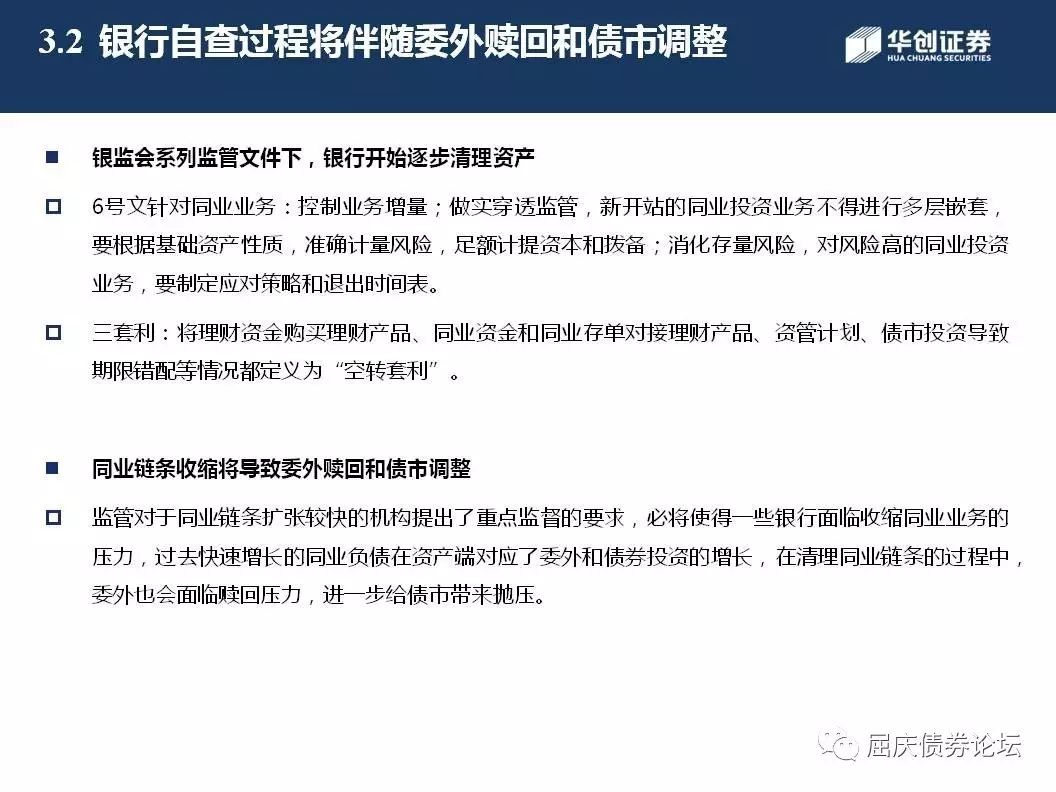 3.2 银行自查过程将伴随委外赎回和债市调整
华创证券
HUA CHUANG SECURITIES
银监会系列监管文件下，银行开始逐步清理资产
6号文针对同业业务：控制业务增量；做实穿透监管，新开站的同业投资业务不得进行多层嵌套，
要根据基础资产性质，准确计量风险，足额计提资本和拨备；消化存量风险，对风险高的同业投资
业务，要制定应对策略和退出时间表。
三套利：将理财资金购买理财产品、同业资金和同业存单对接理财产品、资管计划、债市投资导致
期限错配等情况都定义为“空转套利”。
同业链条收缩将导致委外赎回和债市调整
监管对于同业链条扩张较快的机构提出了重点监督的要求，必将使得一些银行面临收缩同业业务的
压力，过去快速增长的同业负债在资产端对应了委外和债券投资的增长，在清理同业链条的过程中，
委外也会面临赎回压力，进一步给债市带来抛压。
屈庆债券论坛